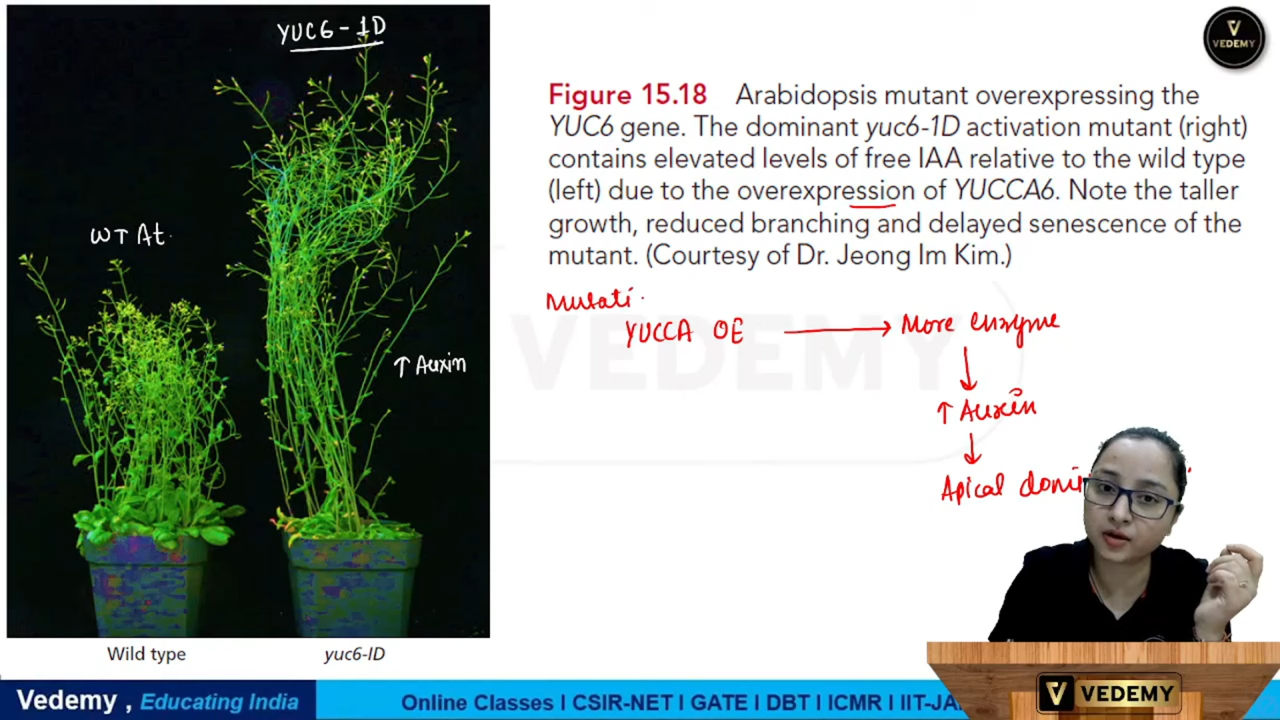 YUC6-1D
WT At.
↑ Auxin
Wild type
yuc6-ID
V
VEDEMY
Figure 15.18 Arabidopsis mutant overexpressing the
YUC6 gene. The dominant yuc6-1D activation mutant (right)
contains elevated levels of free IAA relative to the wild type
(left) due to the overexpression of YUCCA6. Note the taller
growth, reduced branching and delayed senescence of the
mutant. (Courtesy of Dr. Jeong Im Kim.)
Mutati
YUCCA OE → More enzyme
↓
↑ Auxin
↓
Apical domi
VEDEMY
V VEDEMY
Vedemy , Educating India
Online Classes I CSIR-NET I GATE I DBT I ICMR I IIT-JA